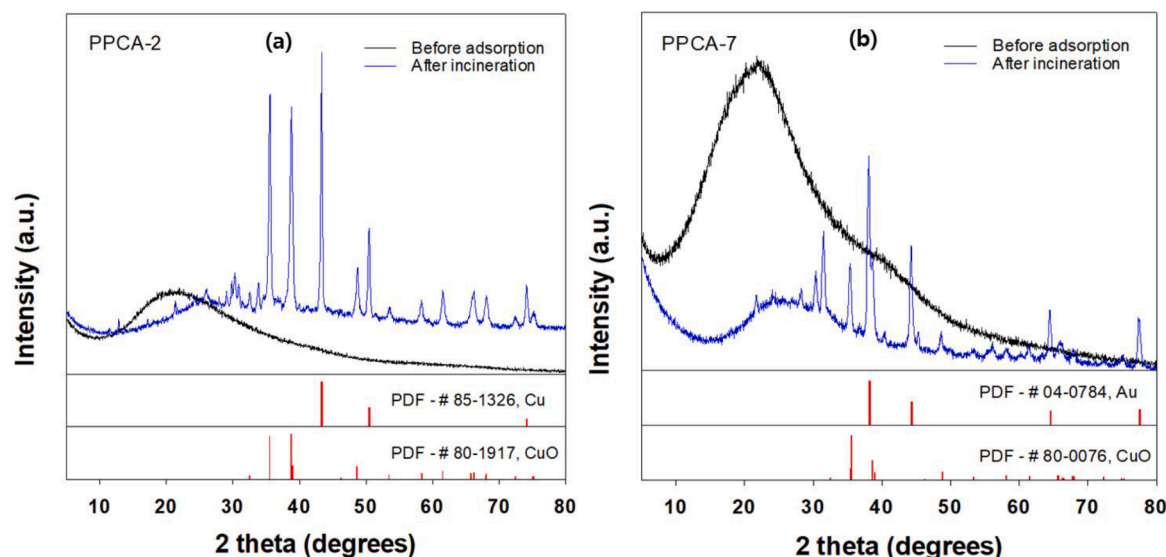 PPCA-2
(a)
Before adsorption
After incineration
Intensity (a.u.)
PDF - # 85-1326, Cu
PDF - # 80-1917, CuO
10 20 30 40 50 60 70 80
2 theta (degrees)
PPCA-7
(b)
Before adsorption
After incineration
Intensity (a.u.)
PDF - # 04-0784, Au
PDF - # 80-0076, CuO
10 20 30 40 50 60 70 80
2 theta (degrees)